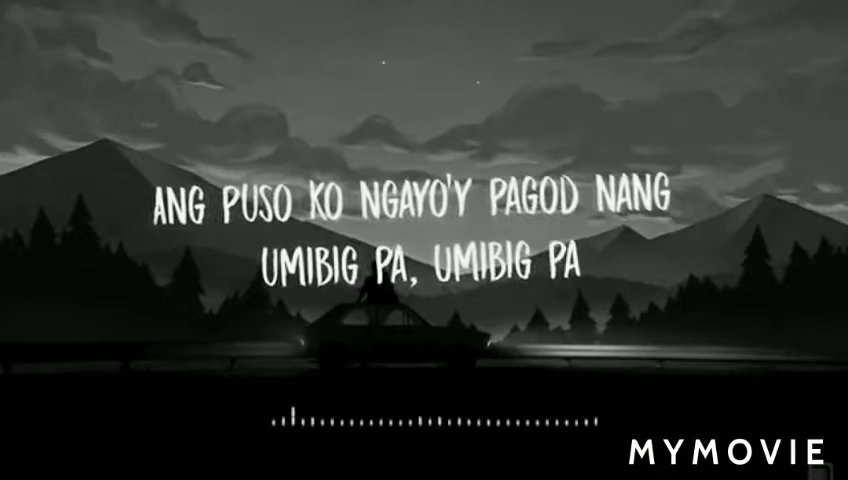 ANG PUSO KO NGAYO'Y PAGOD NANG
UMIBIG PA, UMIBIG PA
MYMOVIE